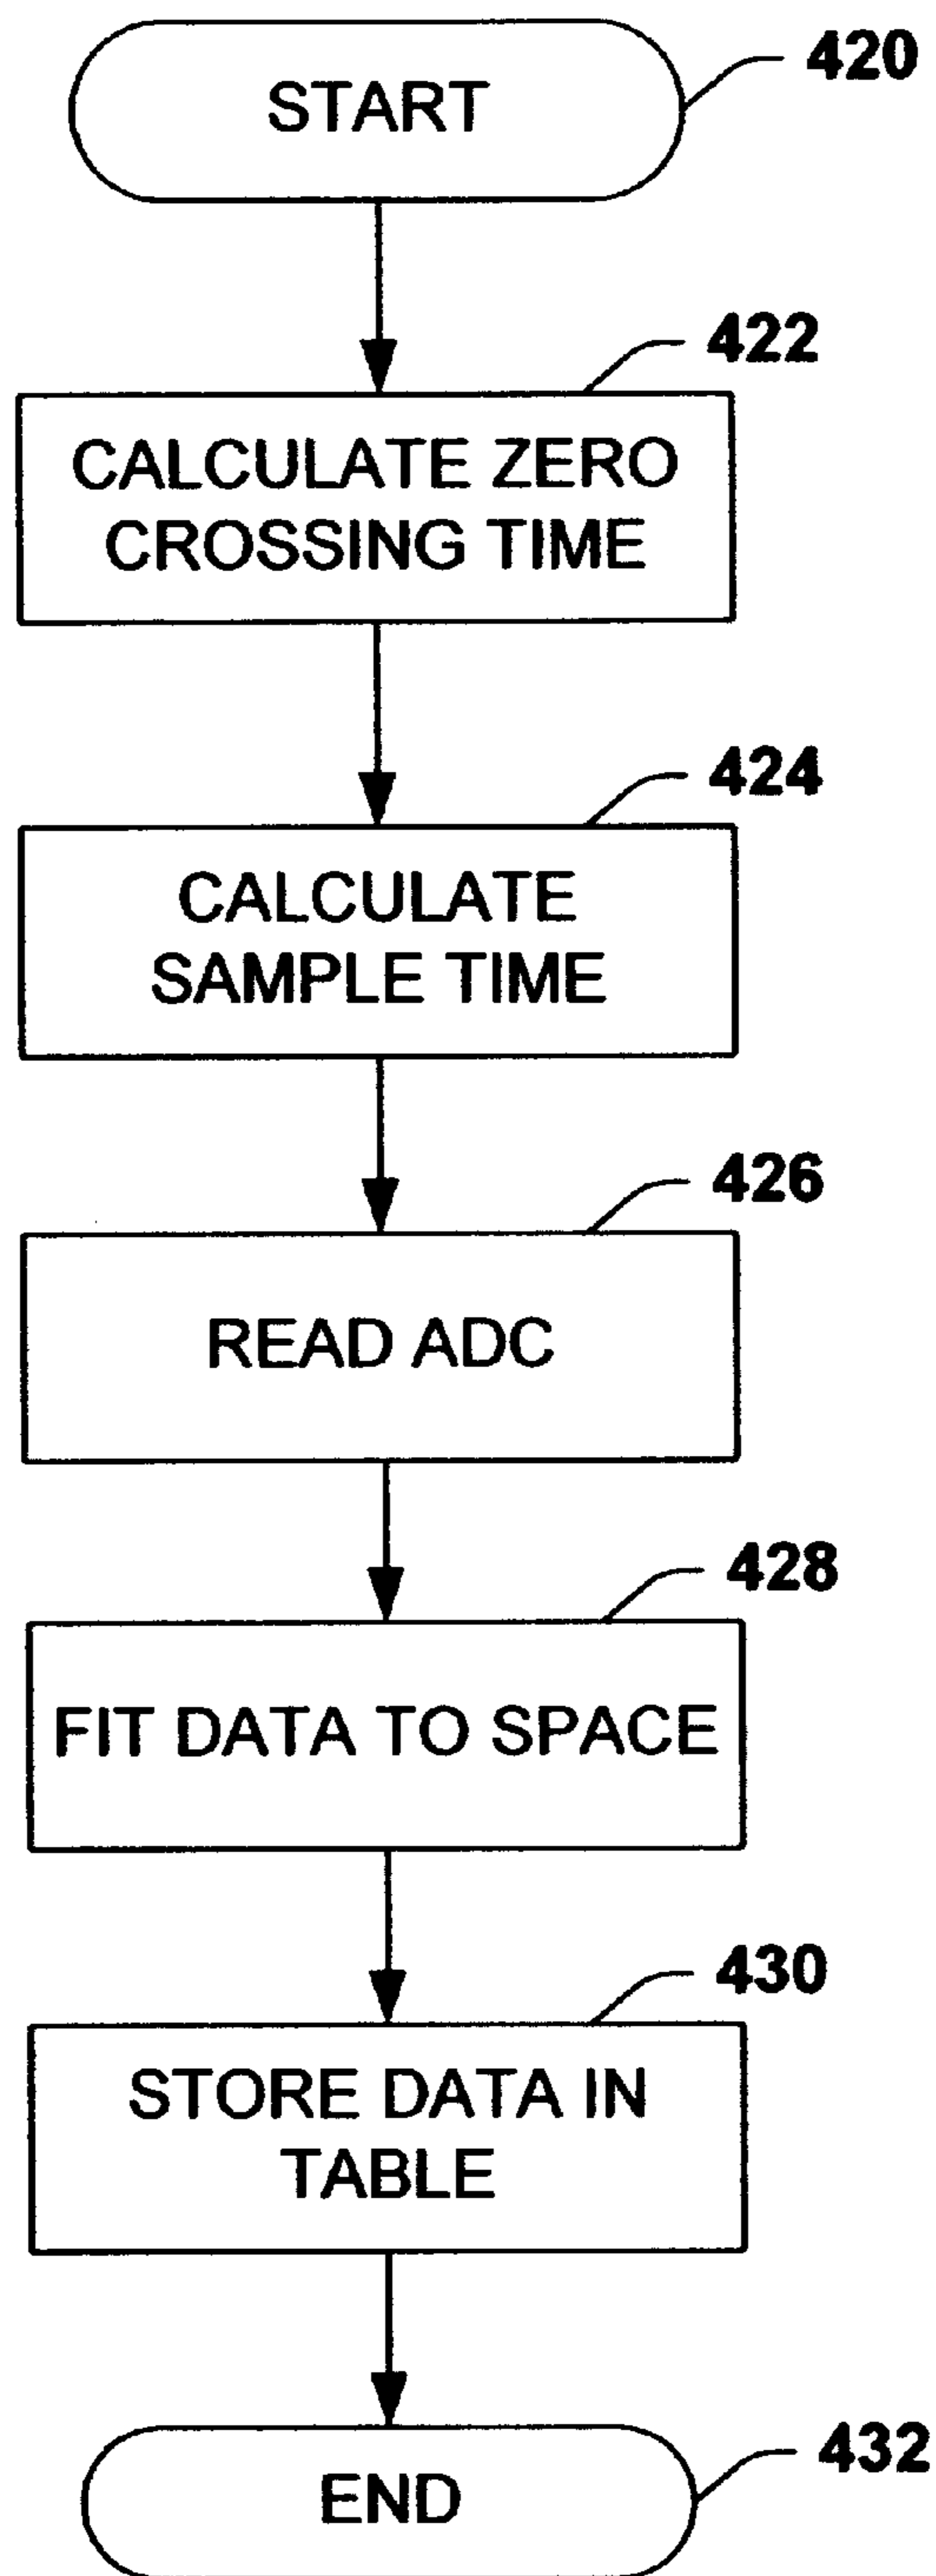 420
START
422
CALCULATE ZERO
CROSSING TIME
424
CALCULATE
SAMPLE TIME
426
READ ADC
428
FIT DATA TO SPACE
430
STORE DATA IN
TABLE
432
END